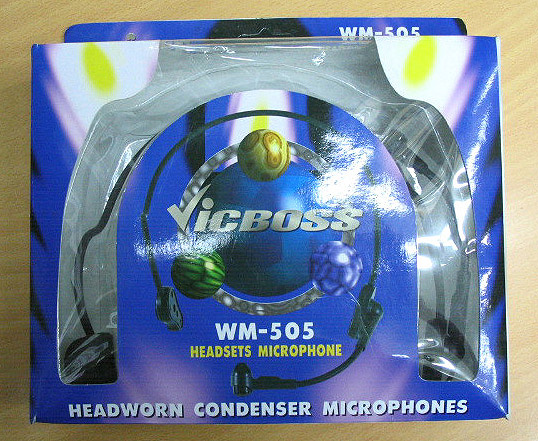 WM-505
VICBOSS
WM-505
HEADSETS MICROPHONE
HEADWORN CONDENSER MICROPHONES